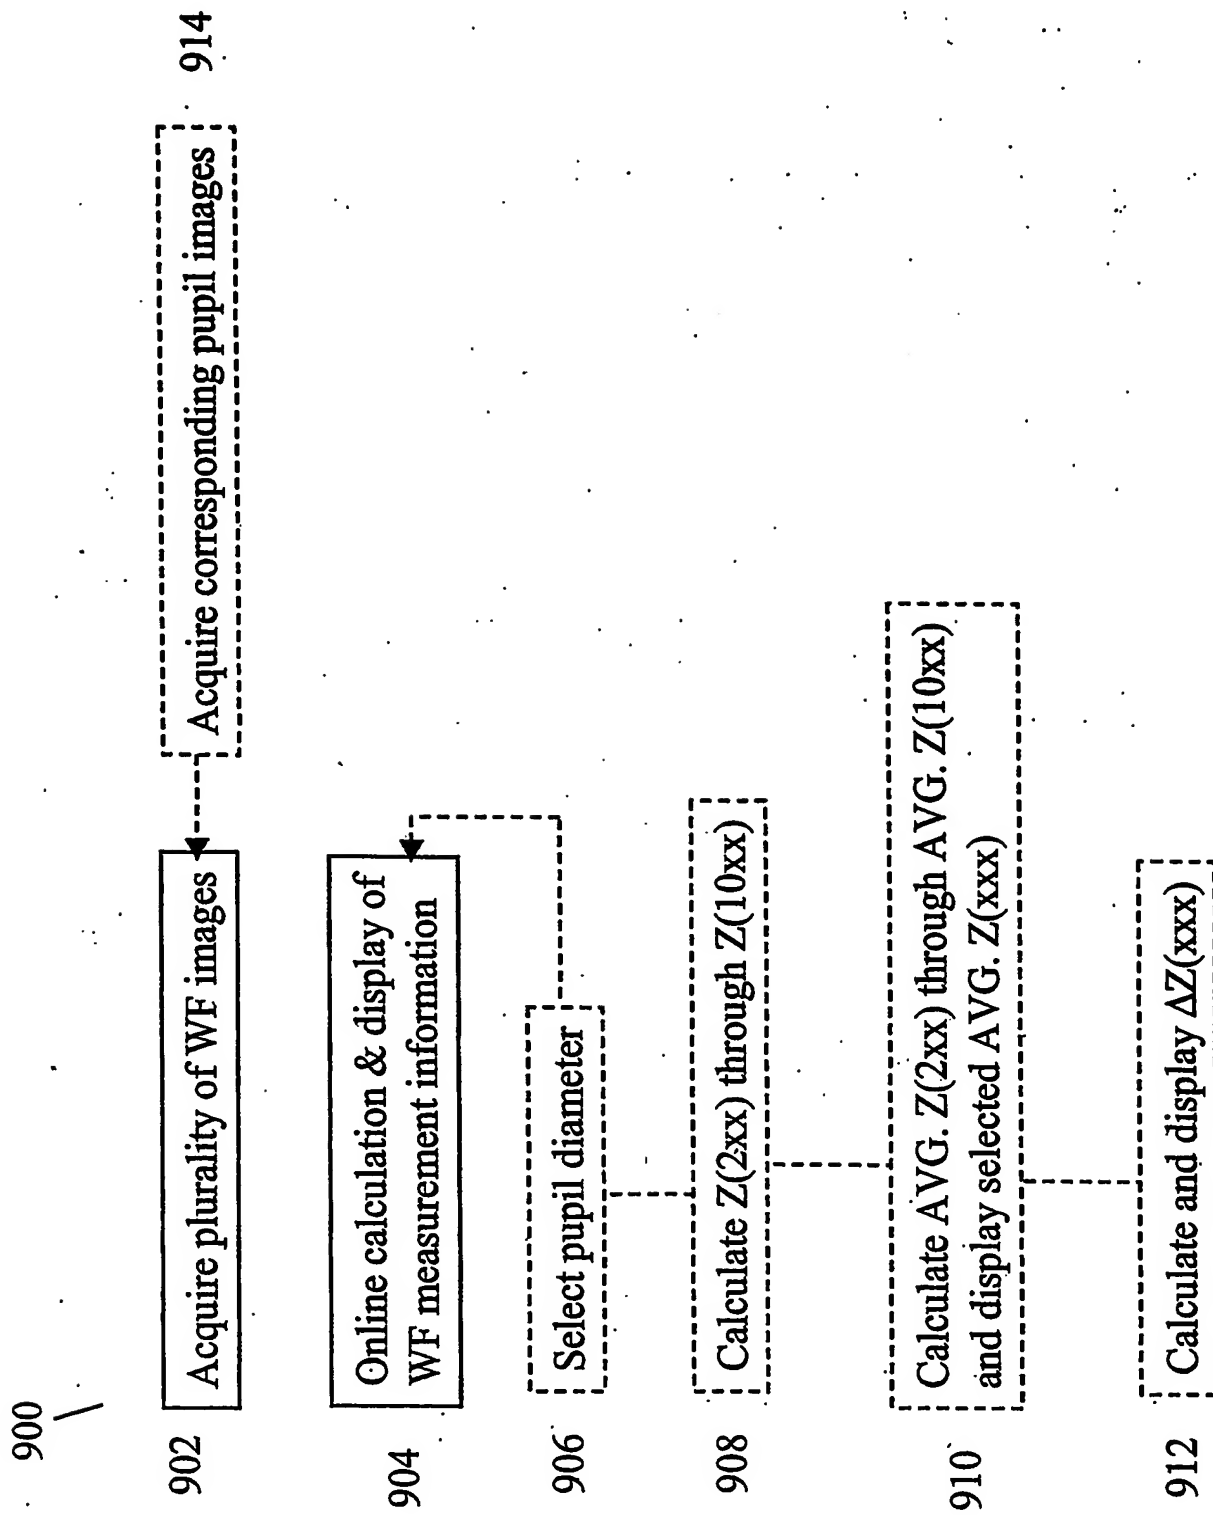 900
902
Acquire plurality of WF images
Acquire corresponding pupil images
914
904
Online calculation & display of
WF measurement information
906
Select pupil diameter
908
Calculate Z(2xx) through Z(10xx)
910
Calculate AVG. Z(2xx) through AVG. Z(10xx)
and display selected AVG. Z(xxx)
912
Calculate and display ΔZ(xxx)